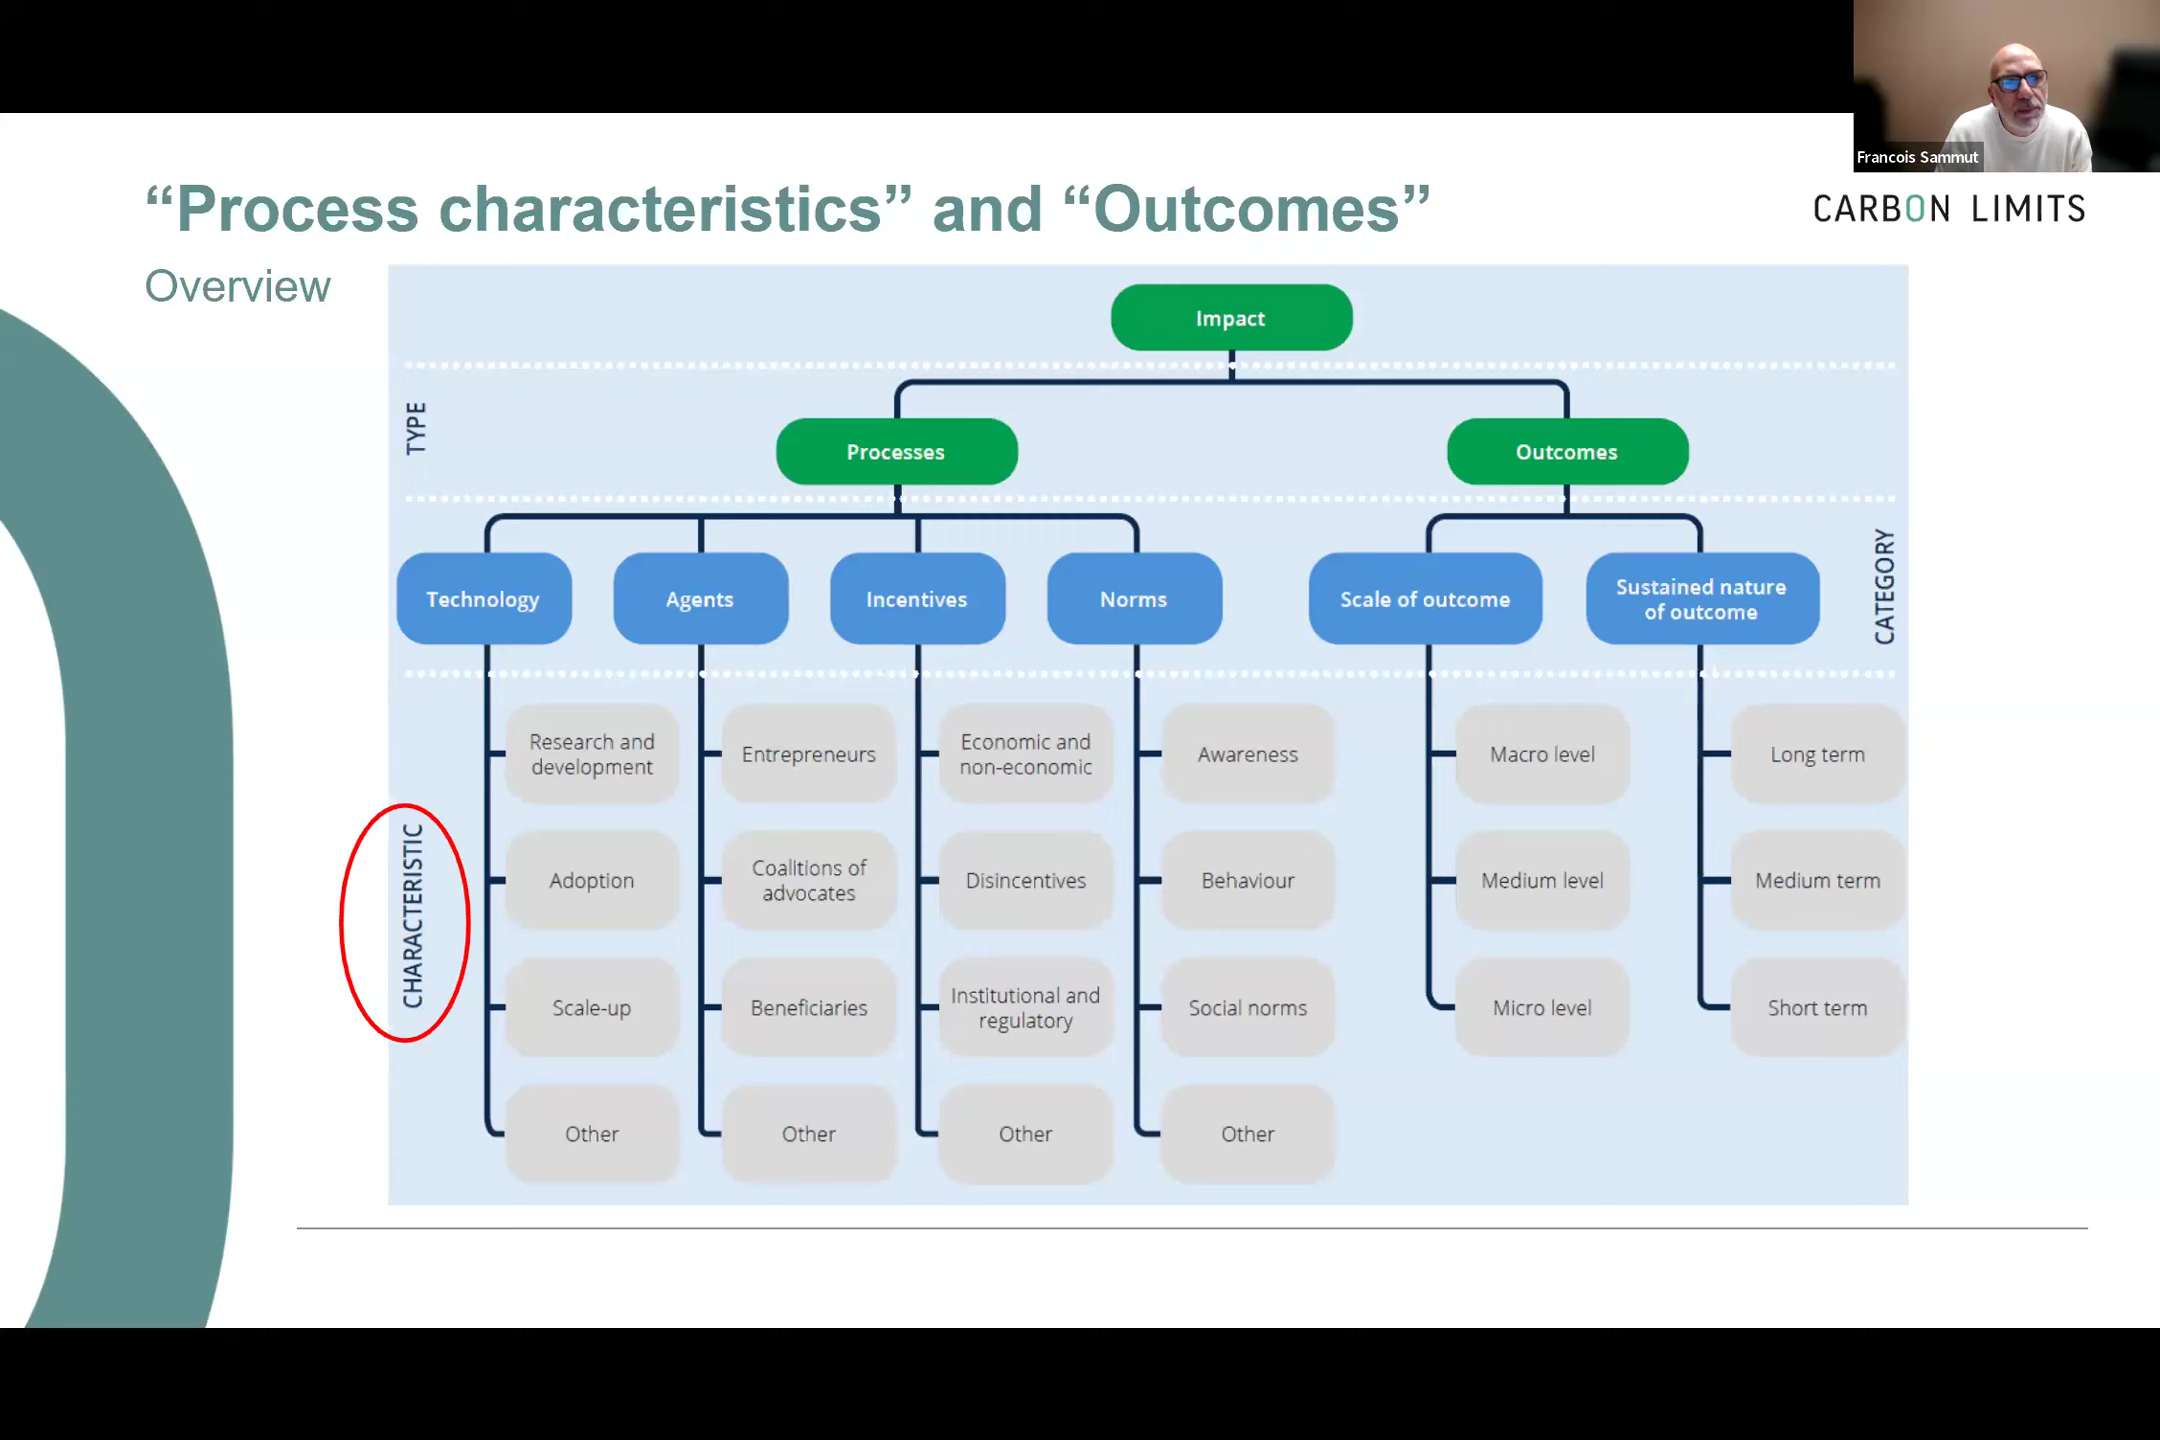 Francois Sammut
“Process characteristics” and “Outcomes”
CARBON LIMITS
Overview
Impact
TYPE
Processes
Outcomes
CATEGORY
Technology
Agents
Incentives
Norms
Scale of outcome
Sustained nature
of outcome
CHARACTERISTIC
Research and
development
Entrepreneurs
Economic and
non-economic
Awareness
Macro level
Long term
Adoption
Coalitions of
advocates
Disincentives
Behaviour
Medium level
Medium term
Scale-up
Beneficiaries
Institutional and
regulatory
Social norms
Micro level
Short term
Other
Other
Other
Other